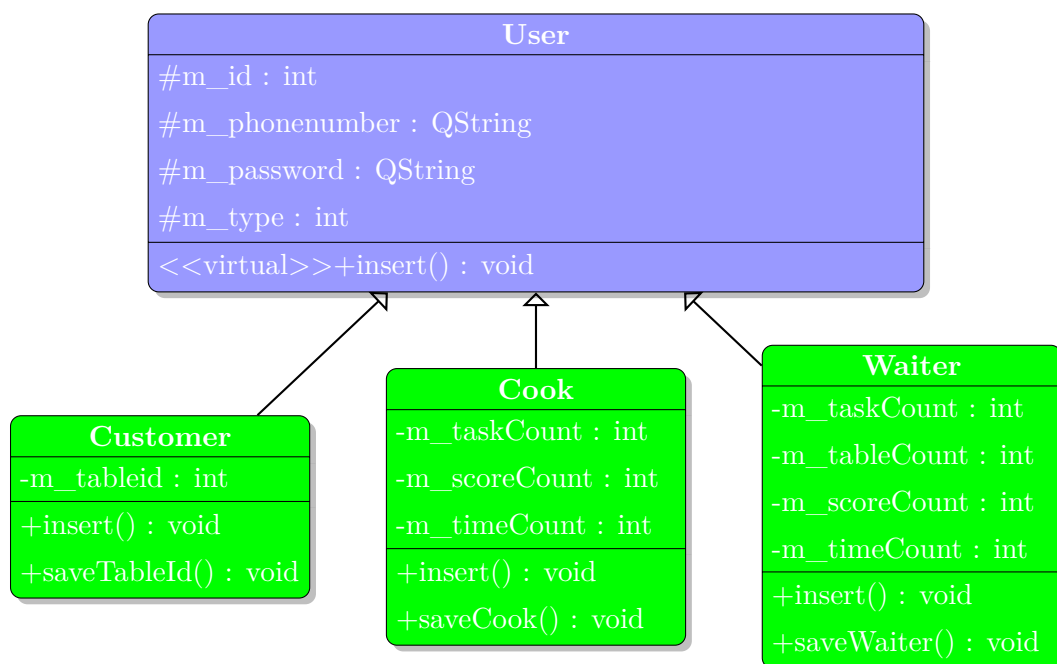 User
#m_id : int
#m_phonenumber : QString
#m_password : QString
#m_type : int
<<virtual>>+insert() : void
Customer
-m_tableid : int
+insert() : void
+saveTableId() : void
Cook
-m_taskCount : int
-m_scoreCount : int
-m_timeCount : int
+insert() : void
+saveCook() : void
Waiter
-m_taskCount : int
-m_tableCount : int
-m_scoreCount : int
-m_timeCount : int
+insert() : void
+saveWaiter() : void